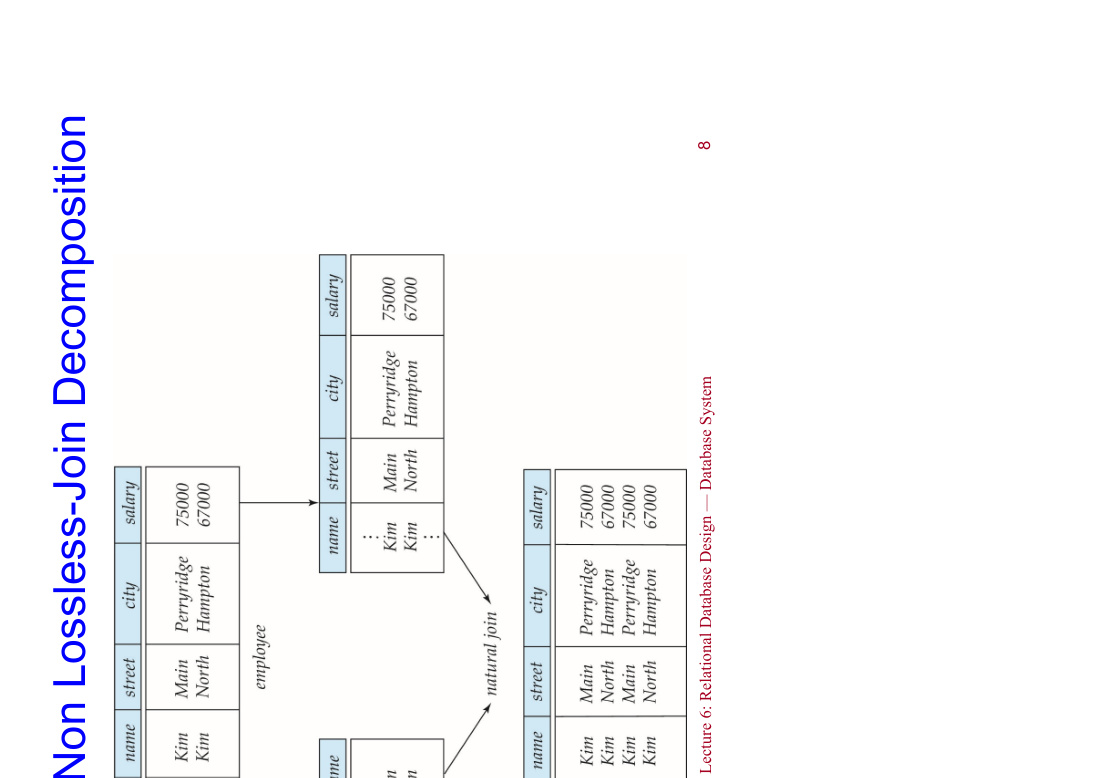 Non Lossless-Join Decomposition
name street city salary
Kim Main Perryridge 75000
Kim North Hampton 67000
employee
name street city salary
⋮
Kim Main Perryridge 75000
Kim North Hampton 67000
⋮
natural join
name street city salary
Kim Main Perryridge 75000
Kim North Hampton 67000
Kim Main Perryridge 75000
Kim North Hampton 67000
Lecture 6: Relational Database Design — Database System 8